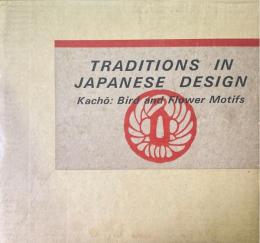 TRADITIONS IN
JAPANESE DESIGN
Kachō: Bird and Flower Motifs